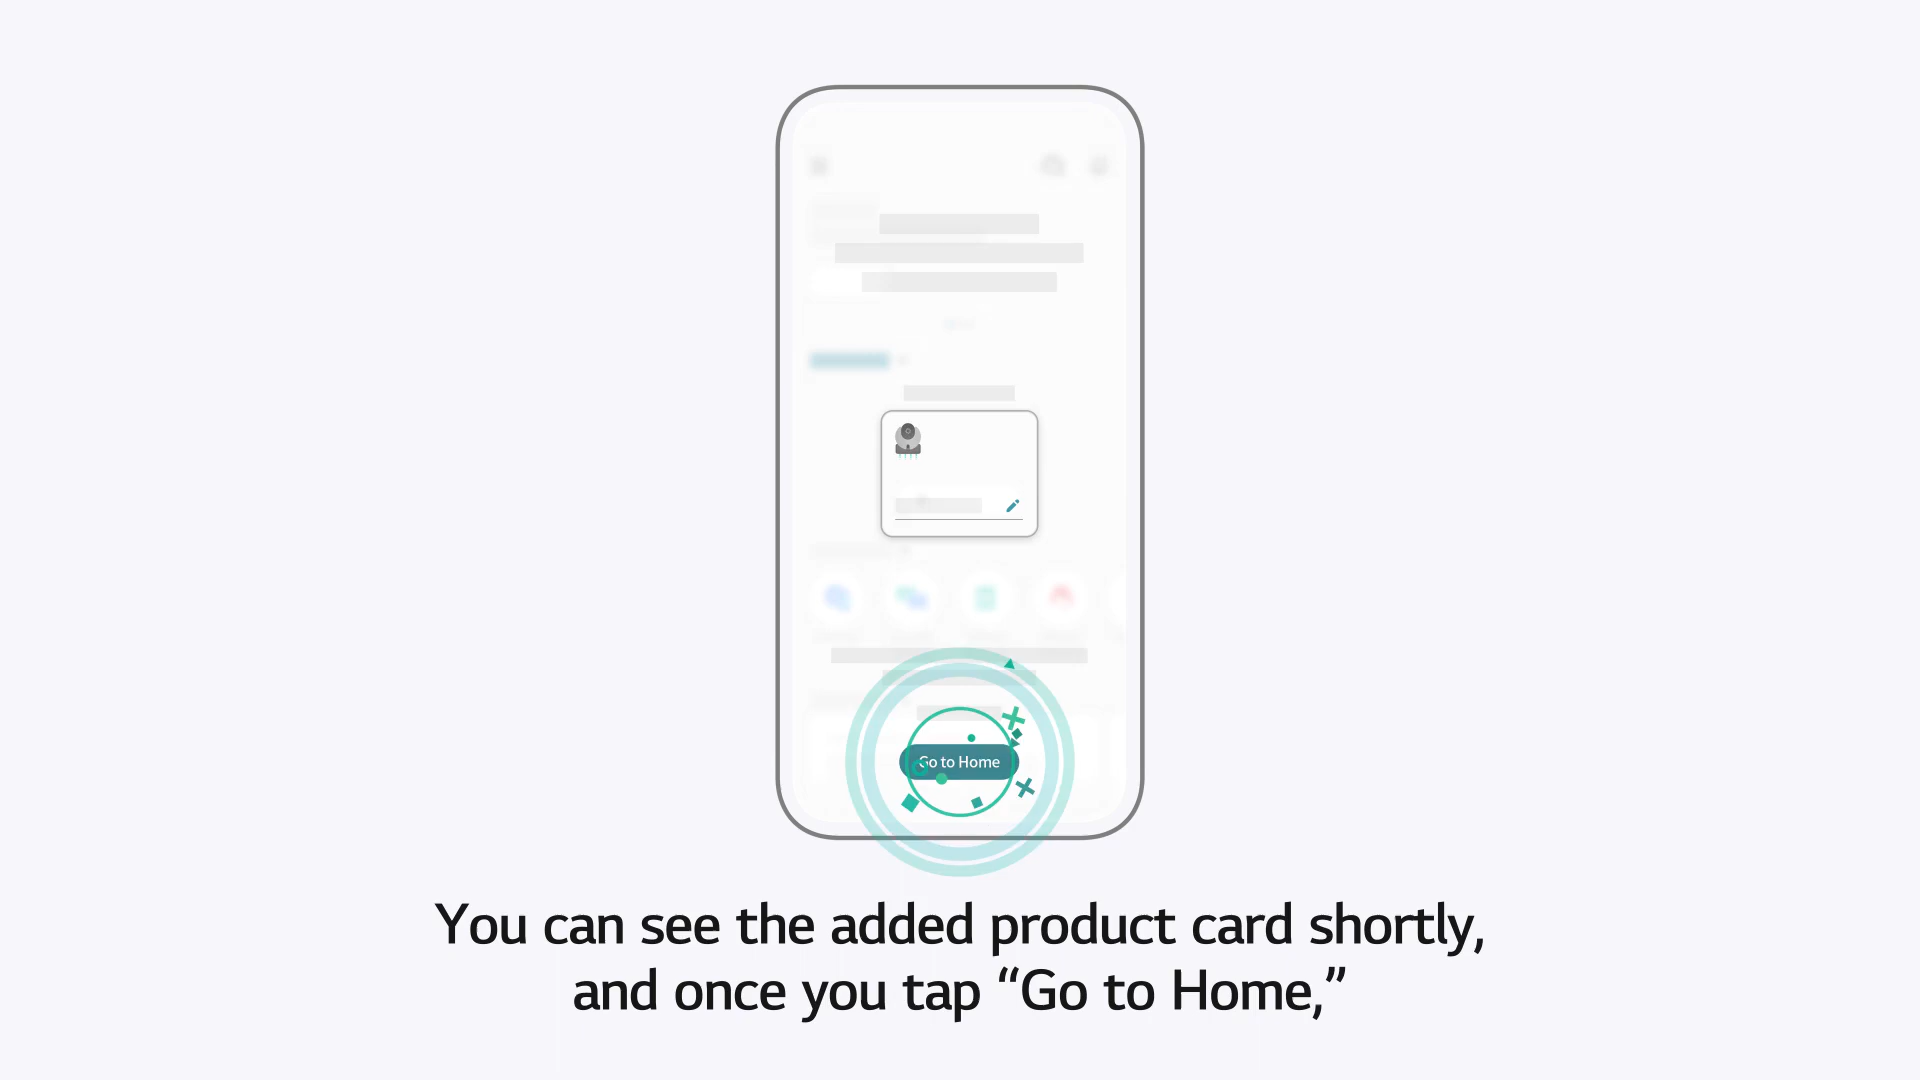 Go to Home
You can see the added product card shortly,
and once you tap “Go to Home,”